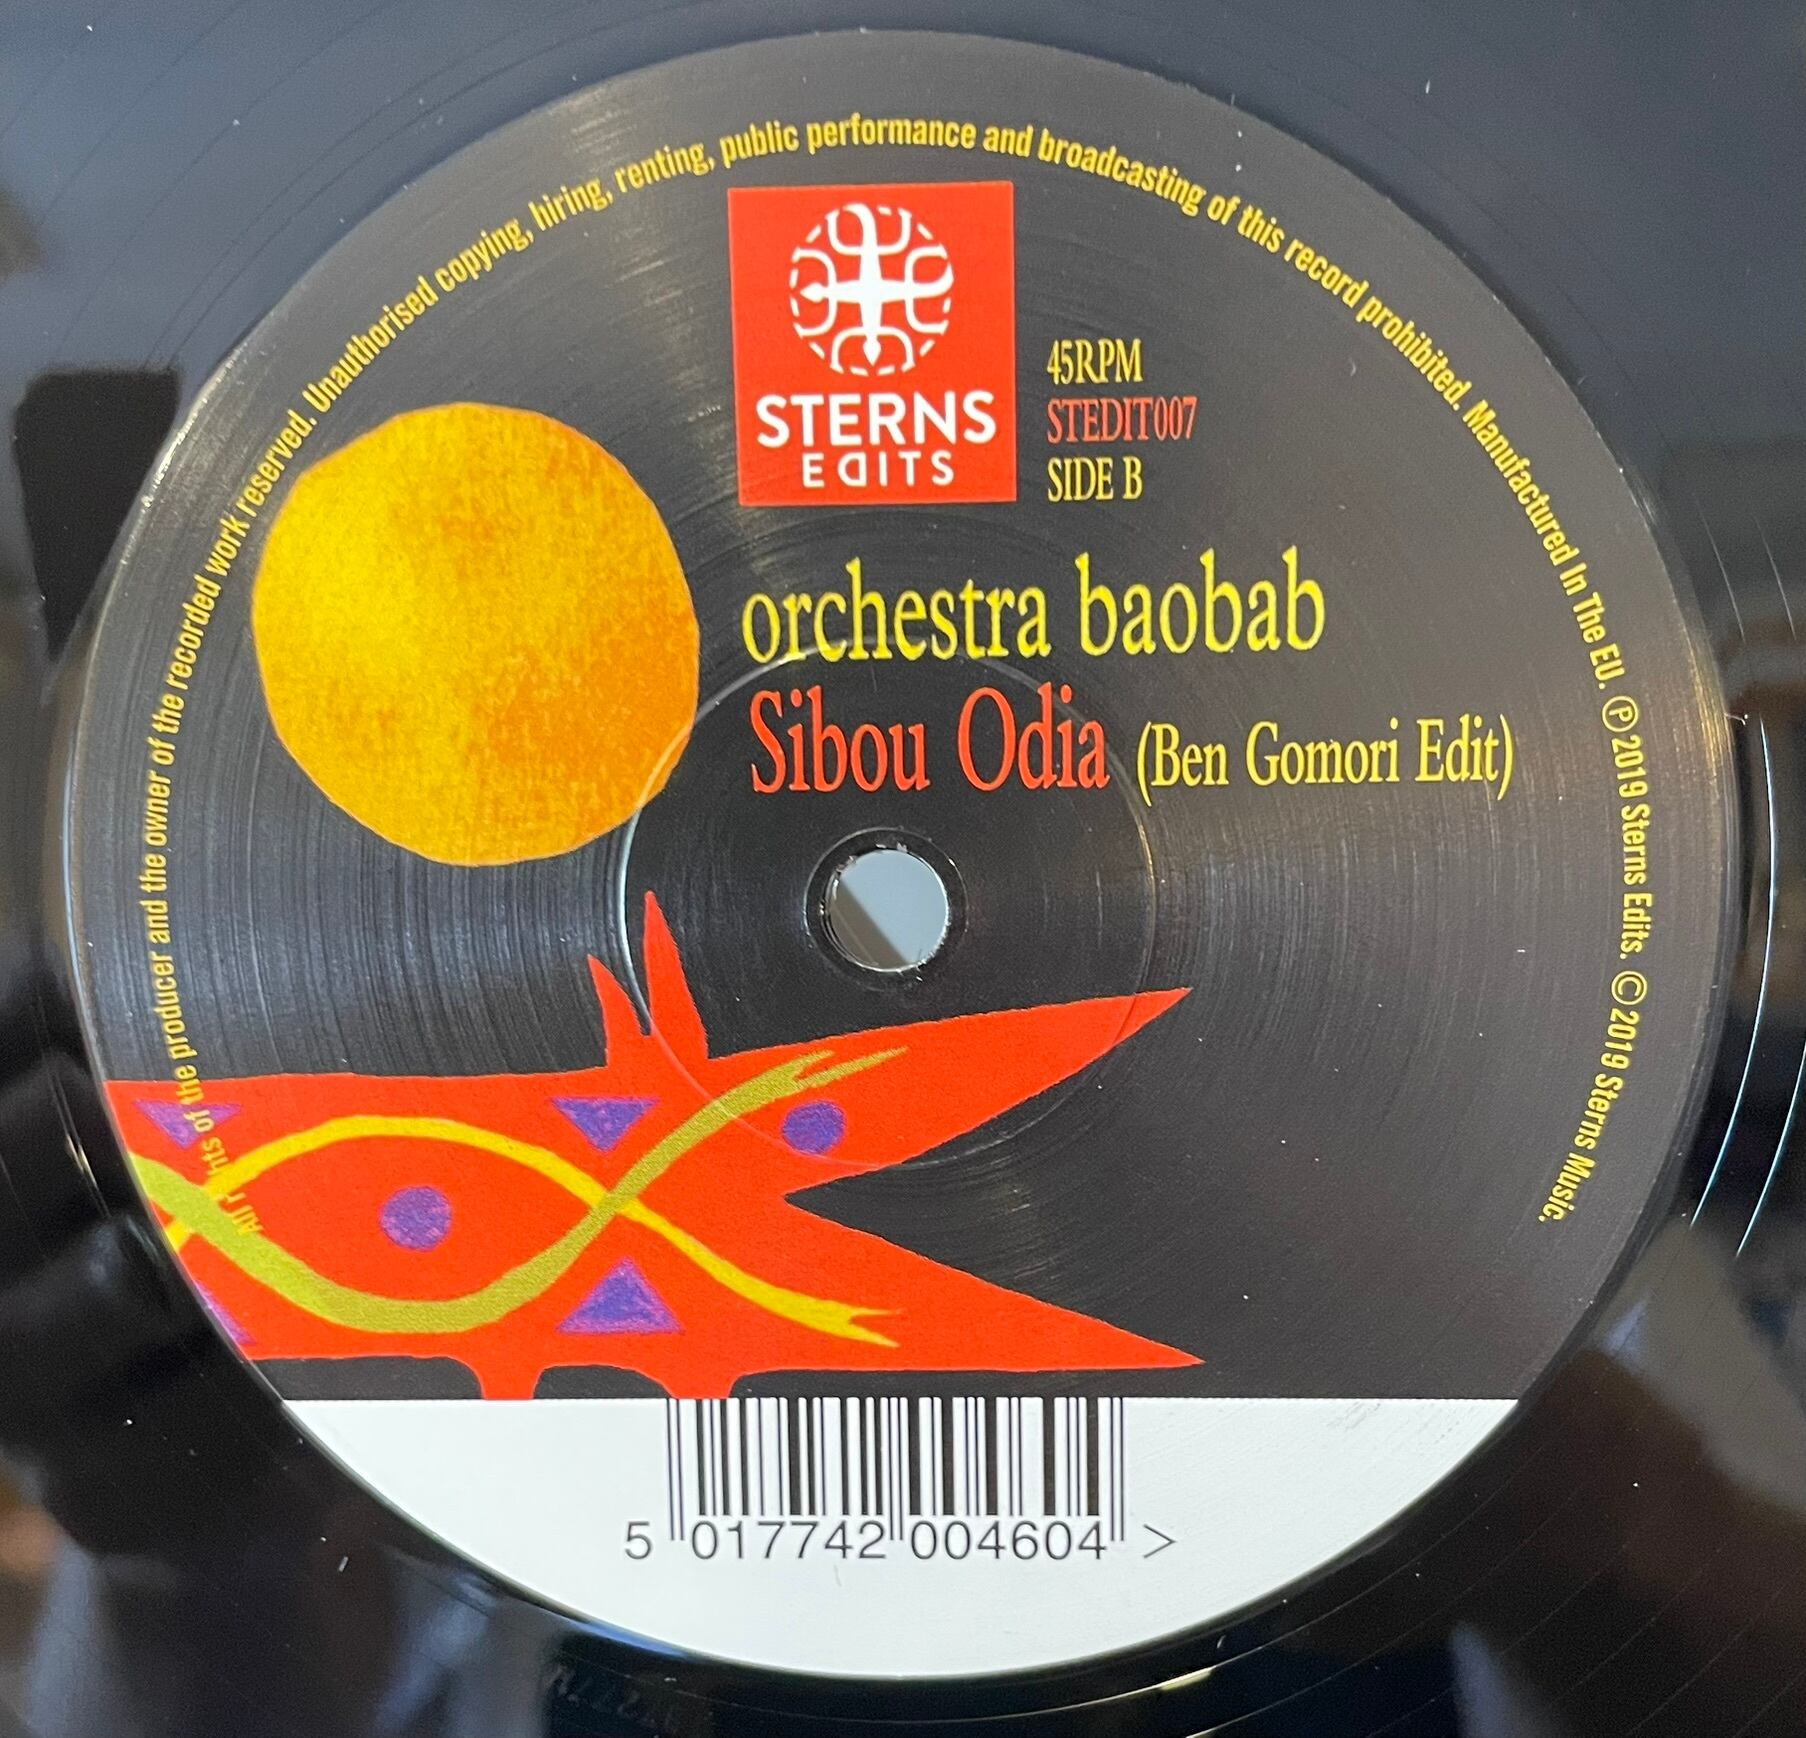 All rights of the producer and the owner of the recorded work reserved. Unauthorised copying, hiring, renting, public performance and broadcasting of this record prohibited. Manufactured In The EU. ℗2019 Sterns Edits. ©2019 Sterns Music.
STERNS
EDITS
45RPM
STEDIT007
SIDE B
orchestra baobab
Sibou Odia (Ben Gomori Edit)
5 017742 004604 >